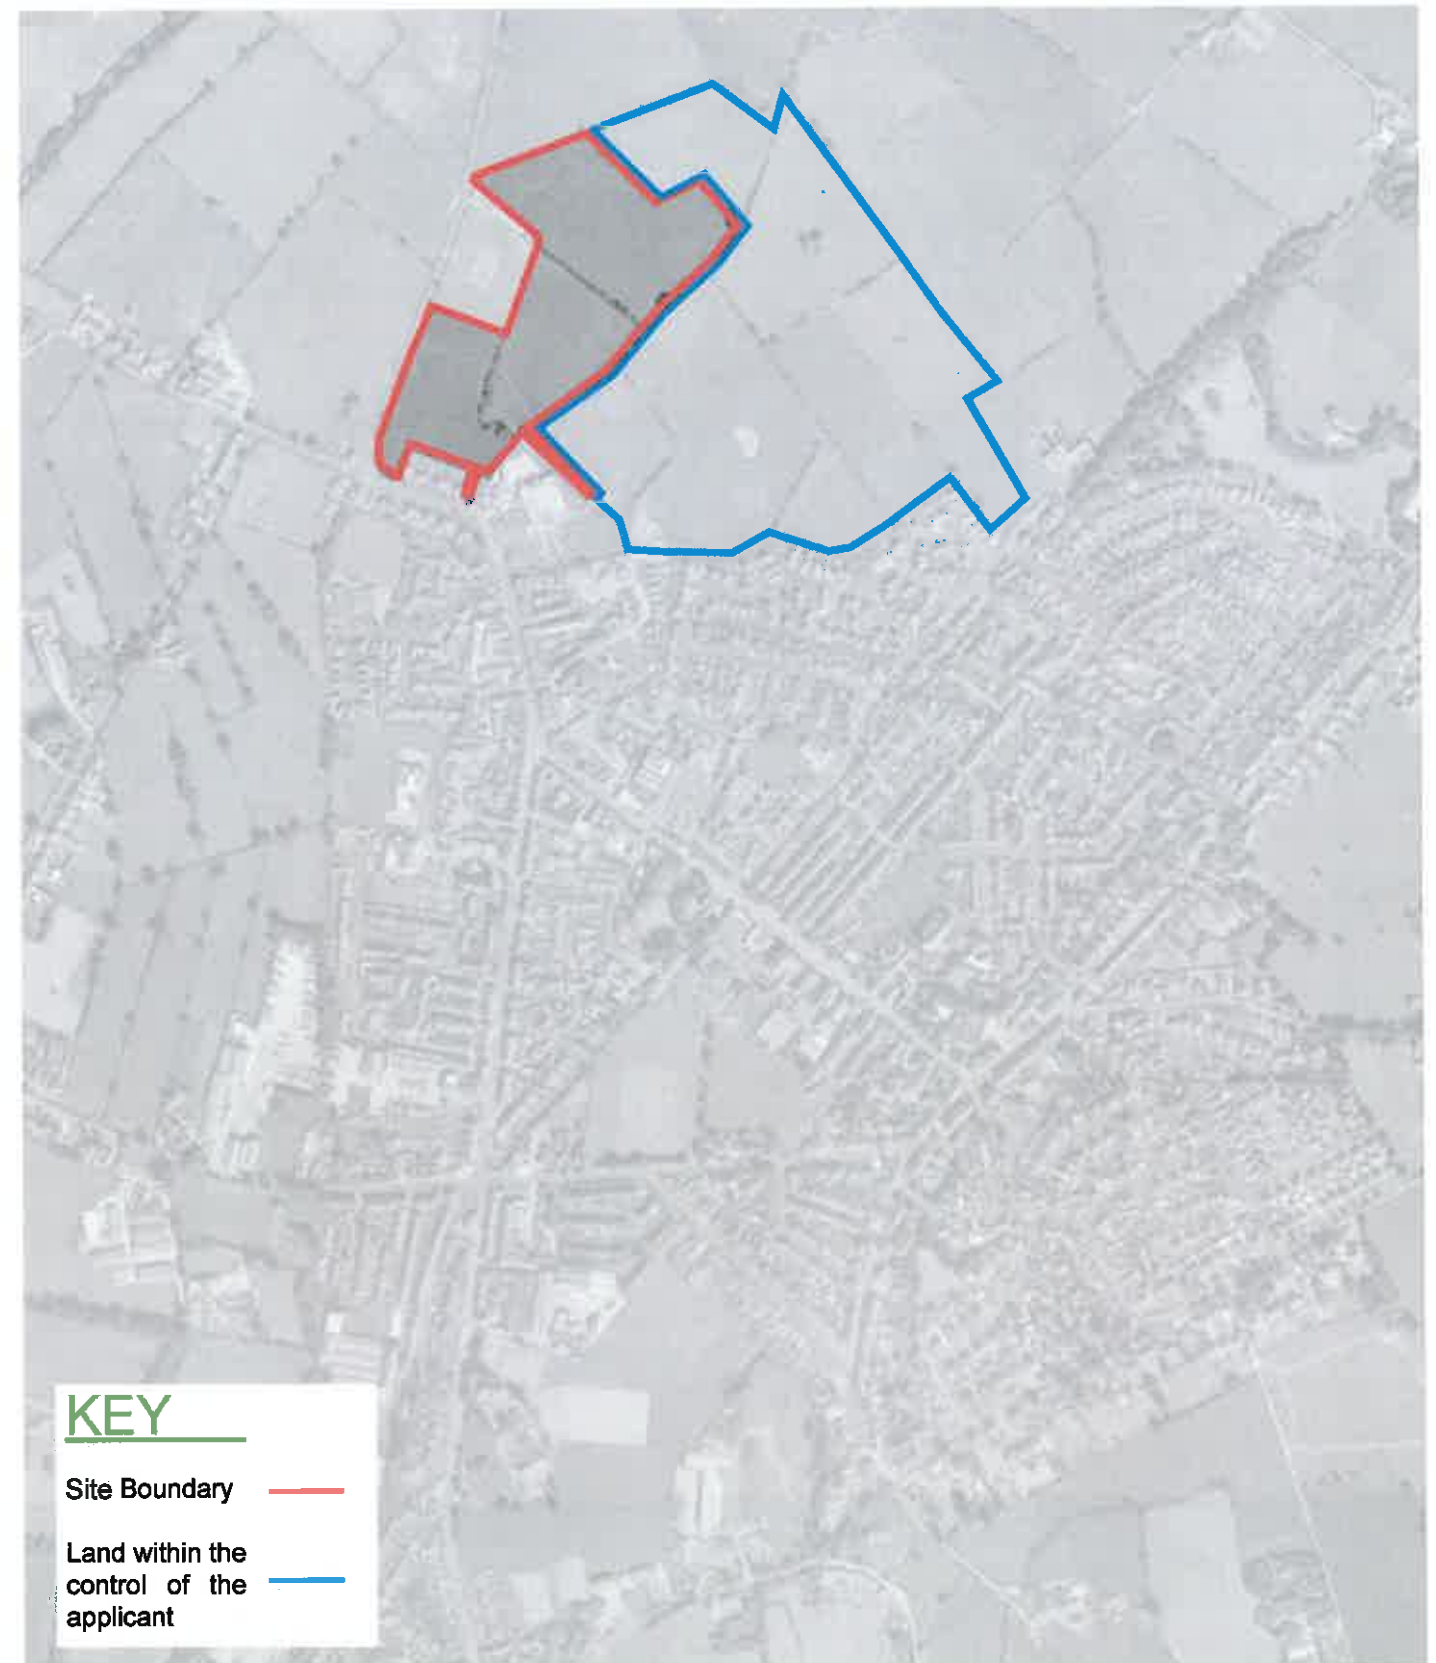 KEY
Site Boundary
Land within the
control of the
applicant